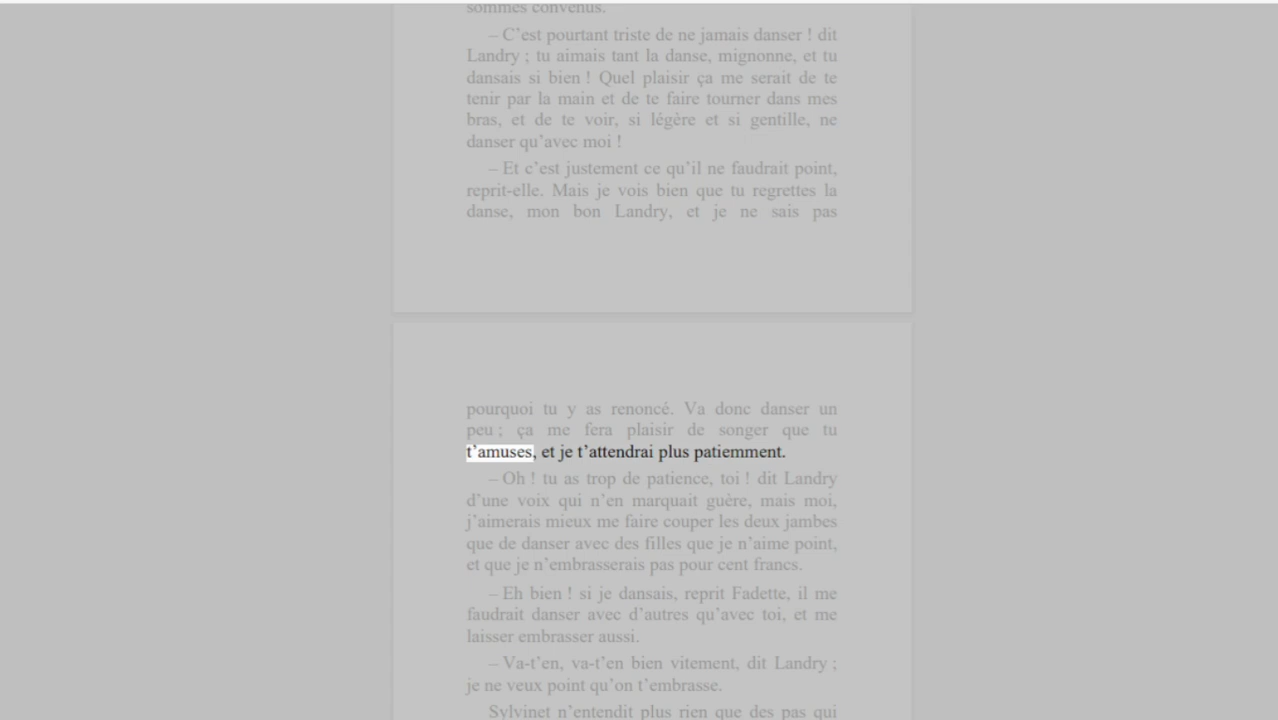 sommes convenus.
– C’est pourtant triste de ne jamais danser ! dit
Landry ; tu aimais tant la danse, mignonne, et tu
dansais si bien ! Quel plaisir ça me serait de te
tenir par la main et de te faire tourner dans mes
bras, et de te voir, si légère et si gentille, ne
danser qu’avec moi !
– Et c’est justement ce qu’il ne faudrait point,
reprit-elle. Mais je vois bien que tu regrettes la
danse, mon bon Landry, et je ne sais pas
pourquoi tu y as renoncé. Va donc danser un
peu ; ça me fera plaisir de songer que tu
t’amuses, et je t’attendrai plus patiemment.
– Oh ! tu as trop de patience, toi ! dit Landry
d’une voix qui n’en marquait guère, mais moi,
j’aimerais mieux me faire couper les deux jambes
que de danser avec des filles que je n’aime point,
et que je n’embrasserais pas pour cent francs.
– Eh bien ! si je dansais, reprit Fadette, il me
faudrait danser avec d’autres qu’avec toi, et me
laisser embrasser aussi.
– Va-t’en, va-t’en bien vitement, dit Landry ;
je ne veux point qu’on t’embrasse.
Sylvinet n’entendit plus rien que des pas qui